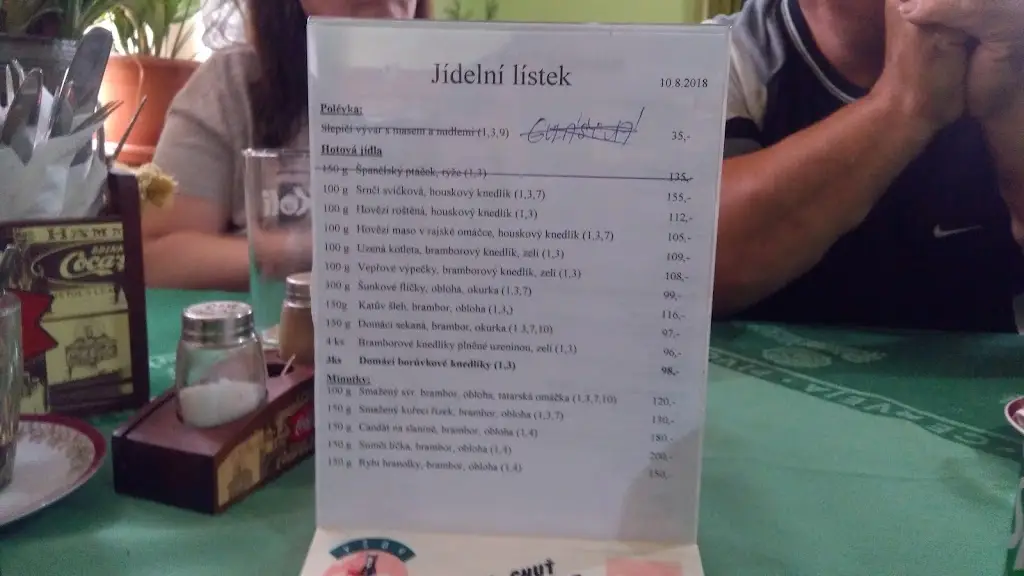 Jídelní lístek
10.8.2018
Polévka:
Slepičí vývar s masem a nudlemi (1,3,9) 35,-
Hotová jídla
150 g Španělský ptáček, rýže (1,3) 135,-
100 g Srnčí svíčková, houskový knedlík (1,3,7) 155,-
100 g Hovězí roštěná, houskový knedlík (1,3) 112,-
100 g Hovězí maso v rajské omáčce, houskový knedlík (1,3,7) 105,-
100 g Uzená kotleta, bramborový knedlík, zelí (1,3) 109,-
100 g Vepřové výpečky, bramborový knedlík, zelí (1,3) 108,-
300 g Šunkové flíčky, obloha, okurka (1,3,7) 99,-
150g Katův šleh, brambor, obloha (1,3,) 116,-
150 g Domácí sekaná, brambor, okurka (1 3,7,10) 97,-
4 ks Bramborové knedlíky plněné uzeninou, zelí (1,3) 96,-
3ks Domácí borůvkové knedlíky (1,3) 98,-
Minutky:
100 g Smažený sýr, brambor, obloha, tatarská omáčka (1,3,7,10) 120,-
150 g Smažený kuřecí řízek, brambor, obloha (1,3,7) 130,-
150 g Candát na slanině, brambor, obloha (1,4) 180,-
150 g brambor, obloha (1,4) 200,-
150 g Rybí hranolky, brambor, obloha (1,4) 150,-
Coca
CHUŤ